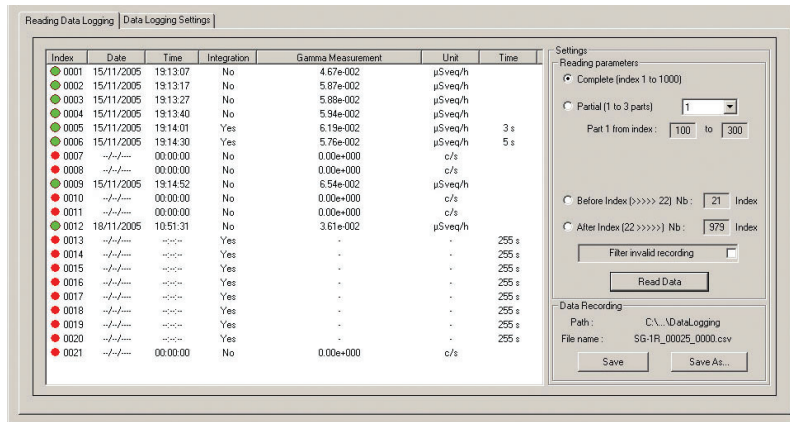 Reading Data Logging Data Logging Settings
Index Date Time Integration Gamma Measurement Unit Time
0001 15/11/2005 19:13:07 No 4.67e-002 µSveq/h
0002 15/11/2005 19:13:17 No 5.87e-002 µSveq/h
0003 15/11/2005 19:13:27 No 5.88e-002 µSveq/h
0004 15/11/2005 19:13:40 No 5.94e-002 µSveq/h
0005 15/11/2005 19:14:01 Yes 6.19e-002 µSveq/h 3 s
0006 15/11/2005 19:14:30 Yes 5.76e-002 µSveq/h 5 s
0007 --/--/---- 00:00:00 No 0.00e+000 c/s
0008 --/--/---- 00:00:00 No 0.00e+000 c/s
0009 15/11/2005 19:14:52 No 6.54e-002 µSveq/h
0010 --/--/---- 00:00:00 No 0.00e+000 c/s
0011 --/--/---- 00:00:00 No 0.00e+000 c/s
0012 18/11/2005 10:51:31 No 3.61e-002 µSveq/h
0013 --/--/---- --:--:-- Yes - - 255 s
0014 --/--/---- --:--:-- Yes - - 255 s
0015 --/--/---- --:--:-- Yes - - 255 s
0016 --/--/---- --:--:-- Yes - - 255 s
0017 --/--/---- --:--:-- Yes - - 255 s
0018 --/--/---- --:--:-- Yes - - 255 s
0019 --/--/---- --:--:-- Yes - - 255 s
0020 --/--/---- --:--:-- Yes - - 255 s
0021 --/--/---- 00:00:00 No 0.00e+000 c/s
Settings
Reading parameters
Complete (index 1 to 1000)
Partial (1 to 3 parts) 1
Part 1 from index : 100 to 300
Before Index (>>>>> 22) Nb : 21 Index
After Index (22 >>>>>) Nb : 979 Index
Filter invalid recording
Read Data
Data Recording
Path : C:\...\DataLogging
File name : SG-1R_00025_0000.csv
Save Save As...